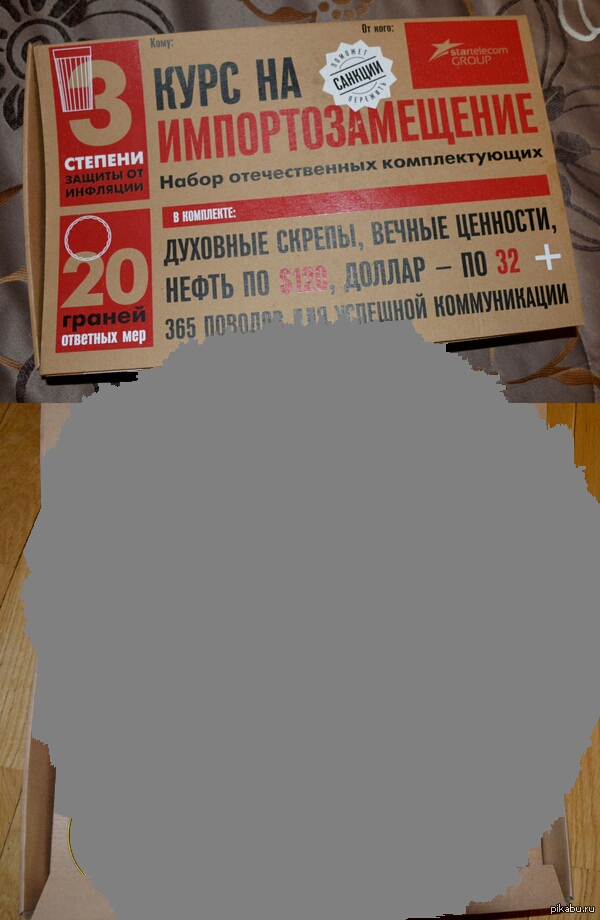 Кому:
От кого:
3
СТЕПЕНИ
ЗАЩИТЫ ОТ
ИНФЛЯЦИИ
КУРС НА
ПОМОЖЕТ
САНКЦИИ
ПЕРЕЖИТЬ
startelecom
GROUP
ИМПОРТОЗАМЕЩЕНИЕ
Набор отечественных комплектующих
20
граней
ответных мер
В КОМПЛЕКТЕ:
ДУХОВНЫЕ СКРЕПЫ, ВЕЧНЫЕ ЦЕННОСТИ,
НЕФТЬ ПО $120, ДОЛЛАР – ПО 32 +
365 ПОВОДОВ ДЛЯ УСПЕШНОЙ КОММУНИКАЦИИ
pikabu.ru